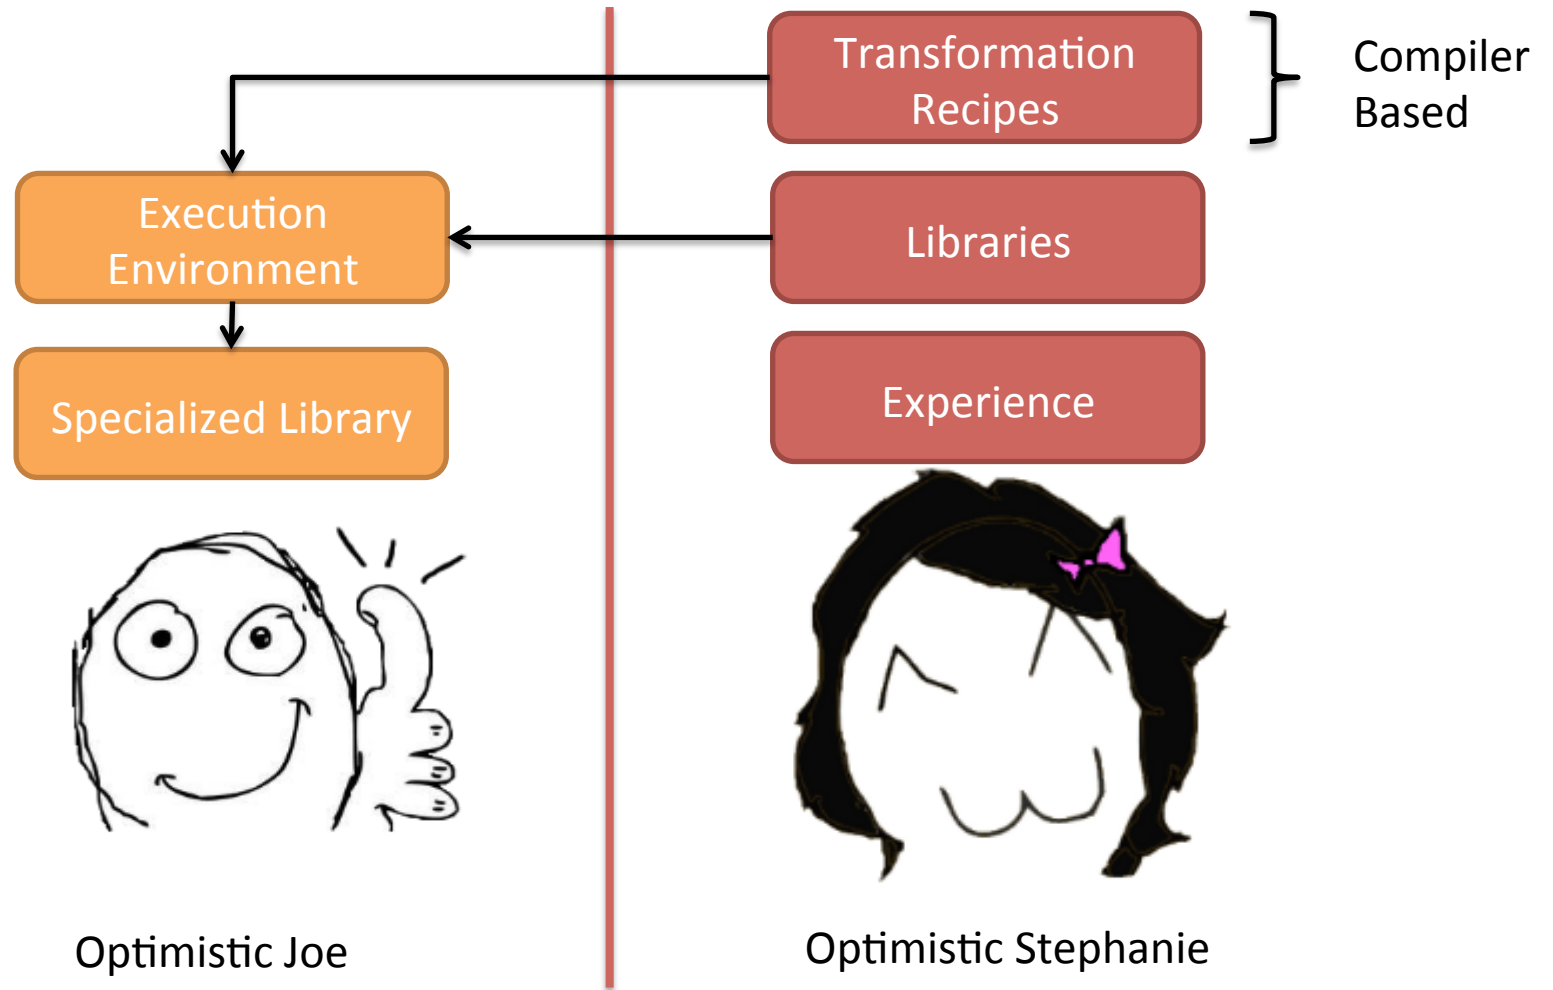 Transformation
Recipes
Compiler
Based
Execution
Environment
Libraries
Specialized Library
Experience
Optimistic Joe
Optimistic Stephanie